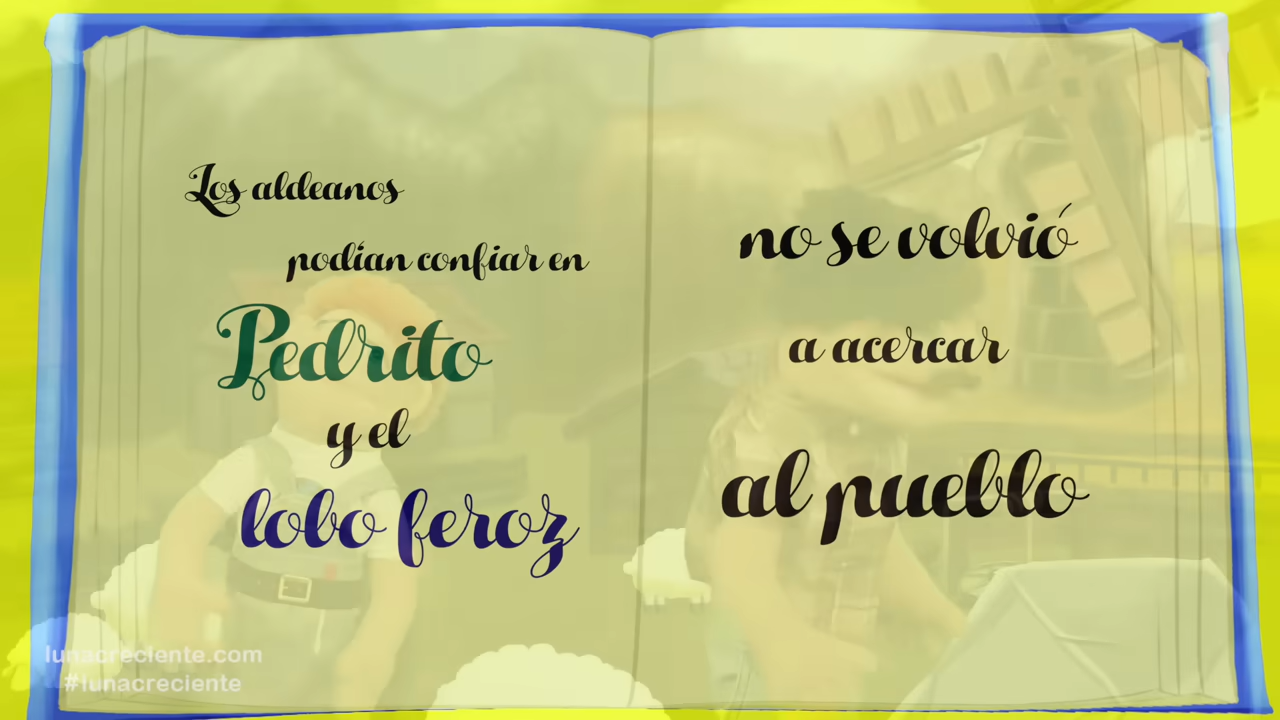 Los aldeanos
podían confiar en
Pedrito
y el
lobo feroz
no se volvió
a acercar
al pueblo
lunacreciente.com
#lunacreciente